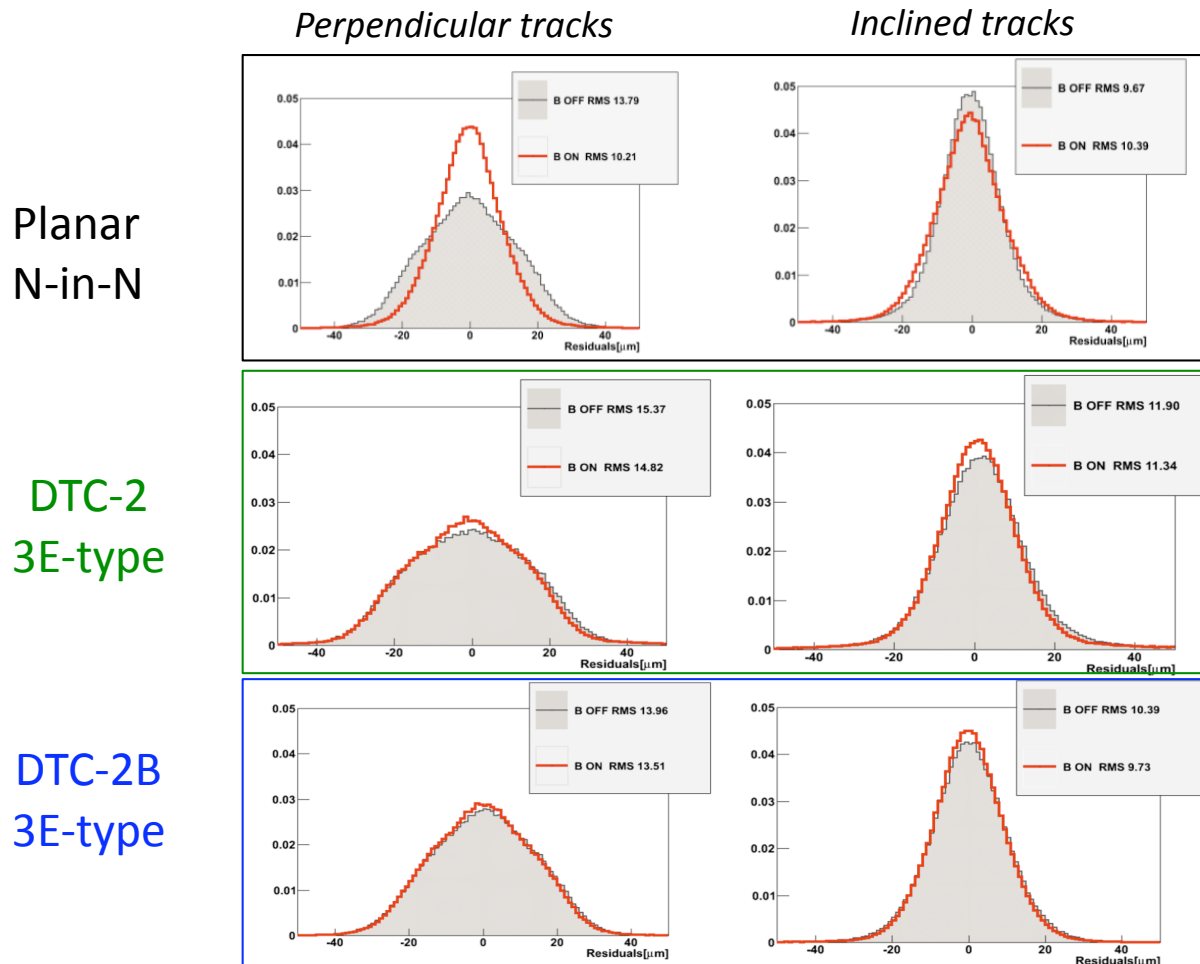 Perpendicular tracks
Inclined tracks
Planar
N-in-N
B OFF RMS 13.79
B ON RMS 10.21
0.05
0.04
0.03
0.02
0.01
0
-40
-20
0
20
40
Residuals[μm]
B OFF RMS 9.67
B ON RMS 10.39
0.05
0.04
0.03
0.02
0.01
0
-40
-20
0
20
40
Residuals[μm]
DTC-2
3E-type
B OFF RMS 15.37
B ON RMS 14.82
0.05
0.04
0.03
0.02
0.01
0
-40
-20
0
20
40
Residuals[μm]
B OFF RMS 11.90
B ON RMS 11.34
0.05
0.04
0.03
0.02
0.01
0
-40
-20
0
20
40
Residuals[μm]
DTC-2B
3E-type
B OFF RMS 13.96
B ON RMS 13.51
0.05
0.04
0.03
0.02
0.01
0
-40
-20
0
20
40
Residuals[μm]
B OFF RMS 10.39
B ON RMS 9.73
0.05
0.04
0.03
0.02
0.01
0
-40
-20
0
20
40
Residuals[μm]